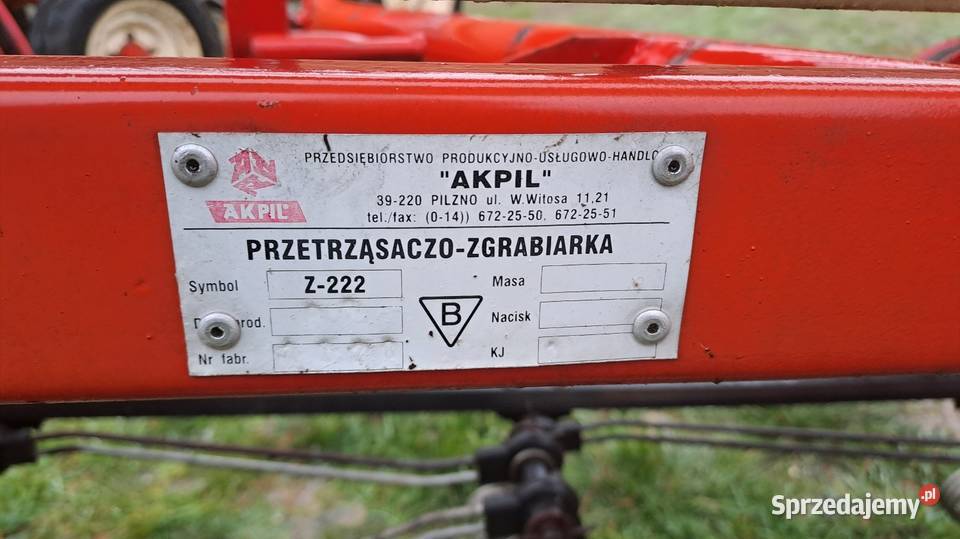 PRZEDSIĘBIORSTWO PRODUKCYJNO-USŁUGOWO-HANDLO
"AKPIL"
AKPIL
39-220 PILZNO ul. W.Witosa 11,21
tel./fax: (0-14)) 672-25-50, 672-25-51
PRZETRZĄSACZO-ZGRABIARKA
Symbol Z-222 Masa
rod. B Nacisk
Nr fabr. KJ
Sprzedajemy.pl